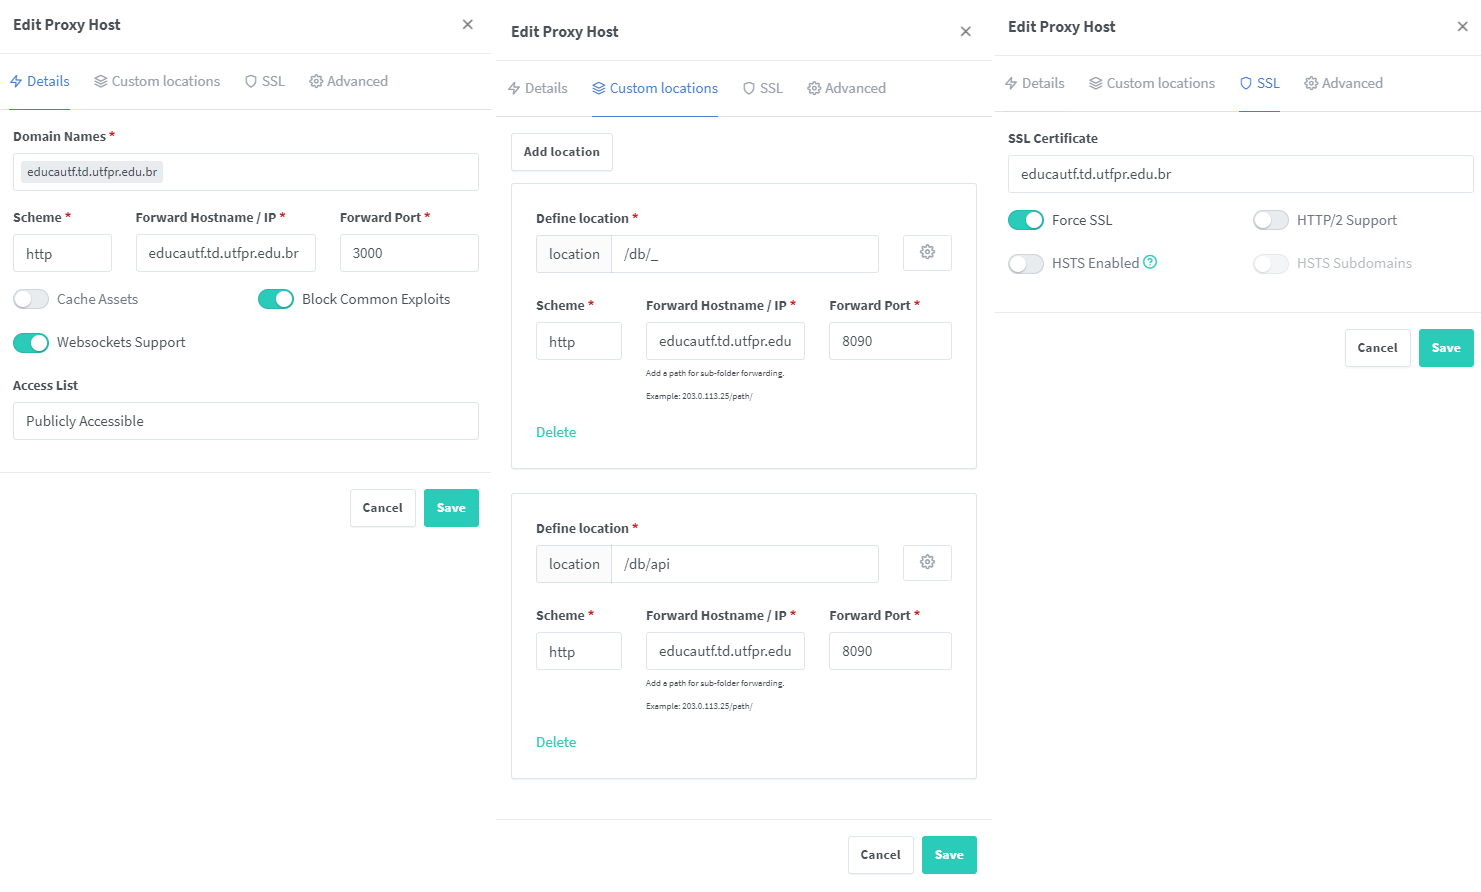 Edit Proxy Host
Details Custom locations SSL Advanced
Domain Names *
educautf.td.utfpr.edu.br
Scheme * Forward Hostname / IP * Forward Port *
http educautf.td.utfpr.edu.br 3000
Cache Assets Block Common Exploits
Websockets Support
Access List
Publicly Accessible
Cancel Save
Edit Proxy Host
Details Custom locations SSL Advanced
Add location
Define location *
location /db/_
Scheme * Forward Hostname / IP * Forward Port *
http educautf.td.utfpr.edu 8090
Add a path for sub-folder forwarding.
Example: 203.0.113.25/path/
Delete
Define location *
location /db/api
Scheme * Forward Hostname / IP * Forward Port *
http educautf.td.utfpr.edu 8090
Add a path for sub-folder forwarding.
Example: 203.0.113.25/path/
Delete
Cancel Save
Edit Proxy Host
Details Custom locations SSL Advanced
SSL Certificate
educautf.td.utfpr.edu.br
Force SSL HTTP/2 Support
HSTS Enabled HSTS Subdomains
Cancel Save